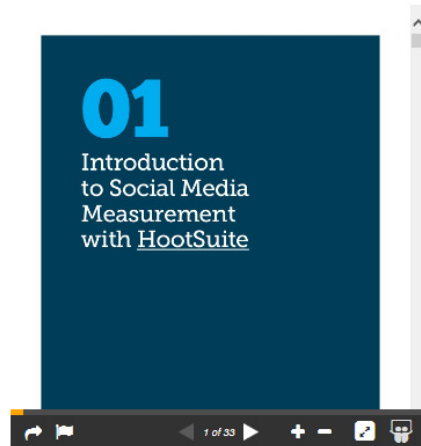 01
Introduction
to Social Media
Measurement
with HootSuite
1 of 33